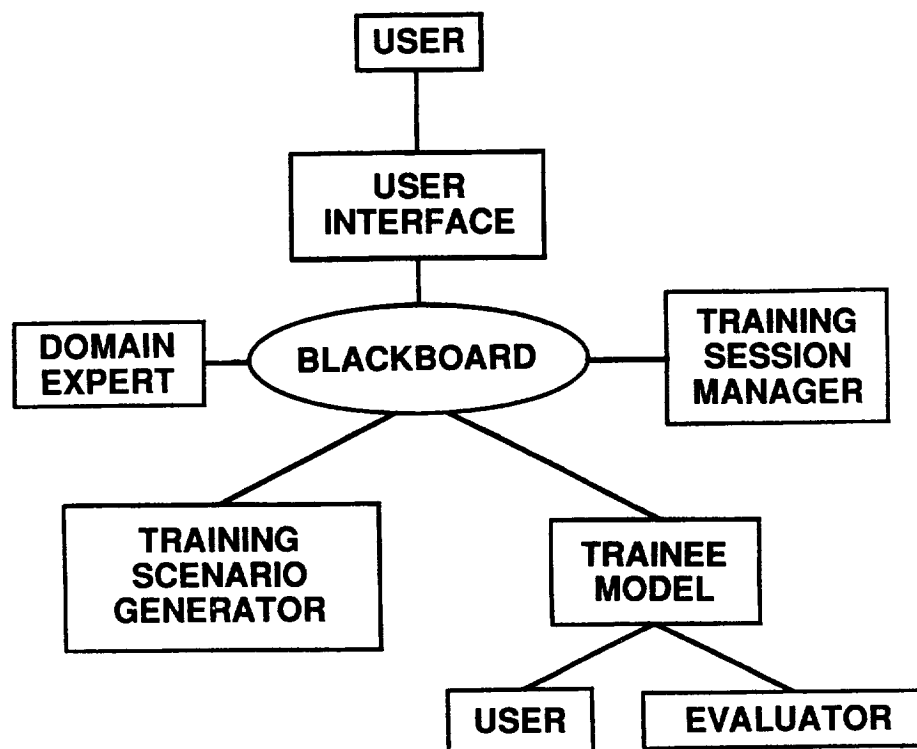 USER
USER
INTERFACE
DOMAIN
EXPERT
BLACKBOARD
TRAINING
SESSION
MANAGER
TRAINING
SCENARIO
GENERATOR
TRAINEE
MODEL
USER
EVALUATOR